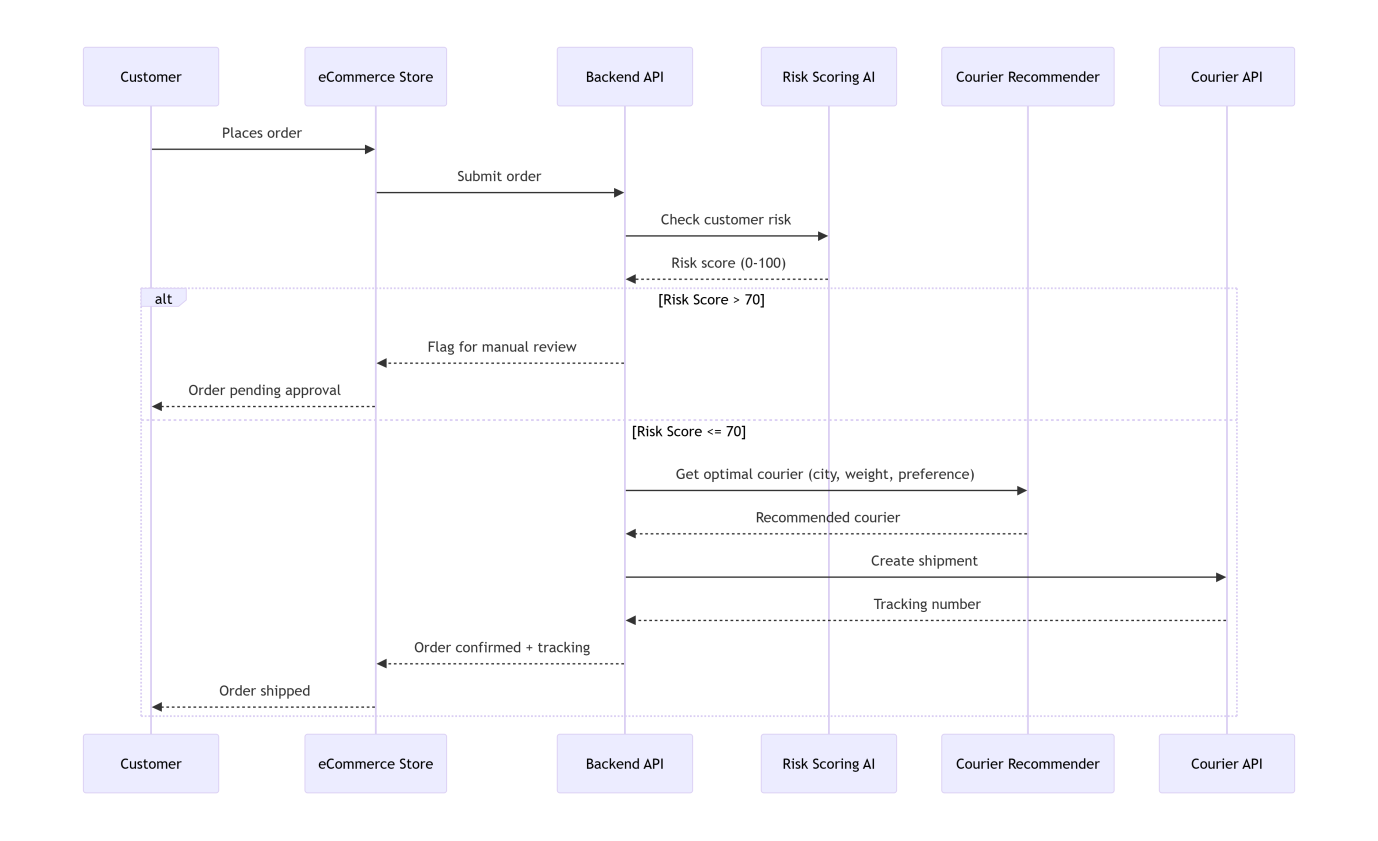 Customer
eCommerce Store
Backend API
Risk Scoring AI
Courier Recommender
Courier API
Places order
Submit order
Check customer risk
Risk score (0-100)
alt
[Risk Score > 70]
Flag for manual review
Order pending approval
[Risk Score <= 70]
Get optimal courier (city, weight, preference)
Recommended courier
Create shipment
Tracking number
Order confirmed + tracking
Order shipped
Customer
eCommerce Store
Backend API
Risk Scoring AI
Courier Recommender
Courier API